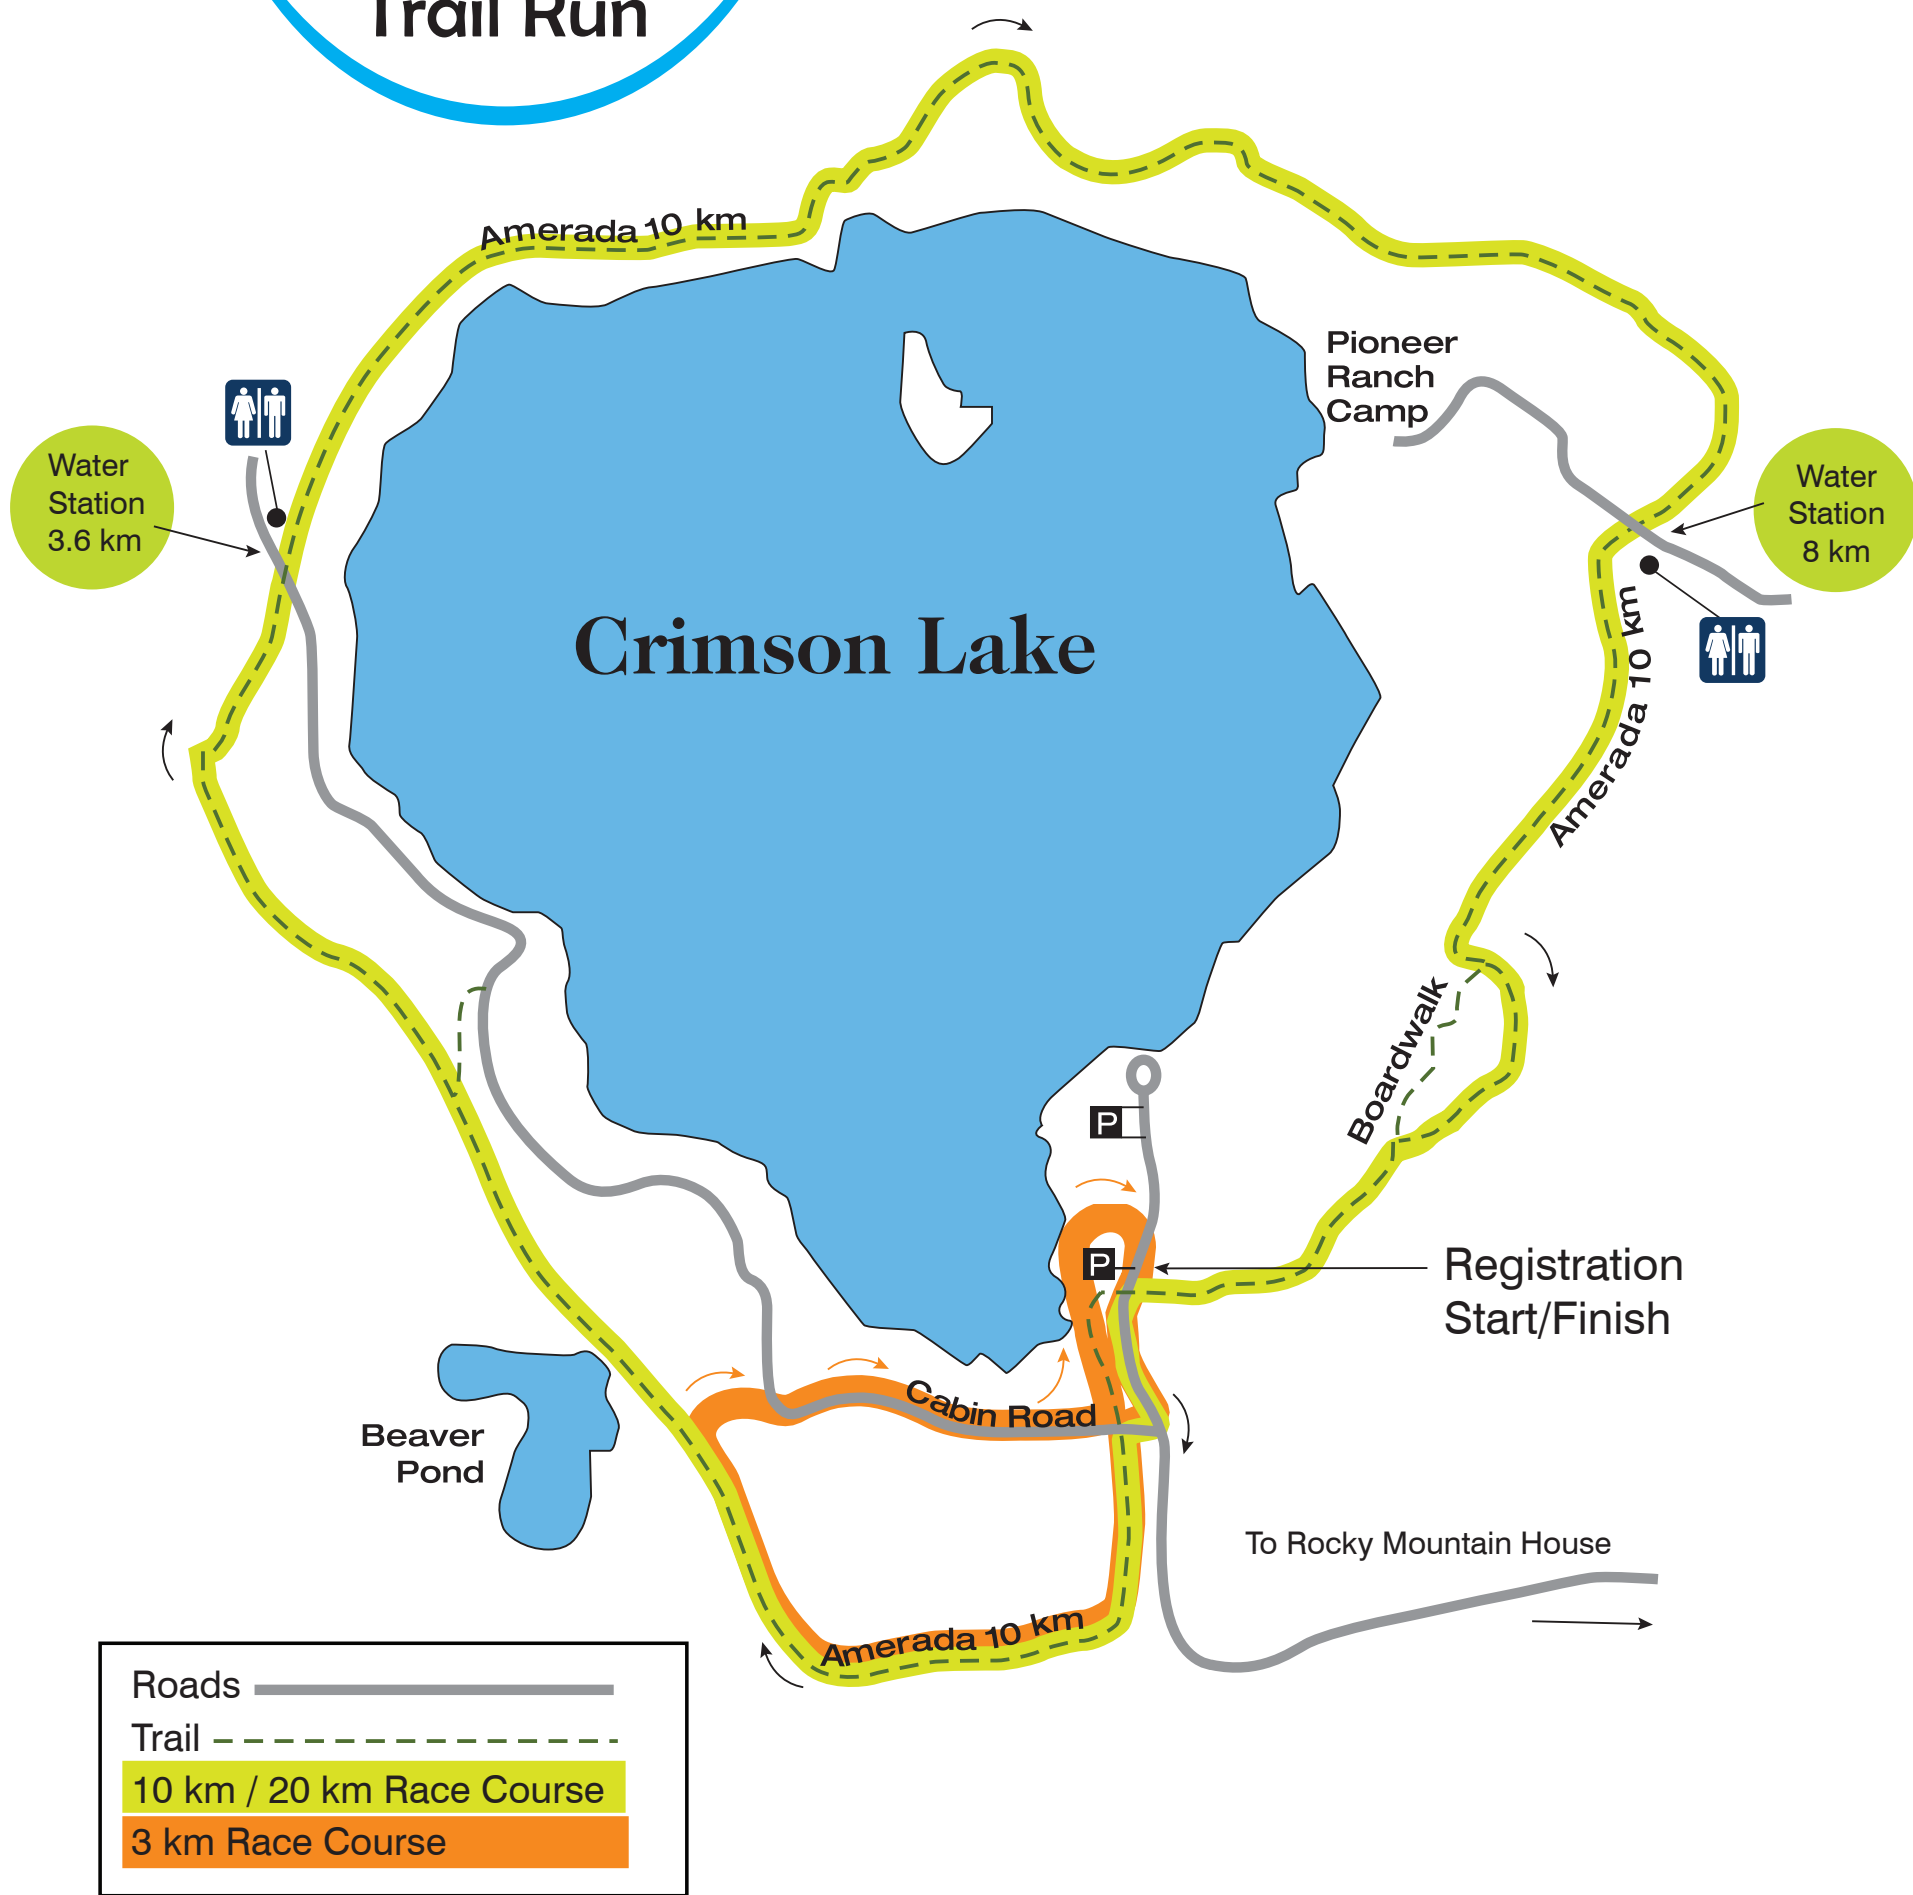 Trail Run
Amerada 10 km
Pioneer
Ranch
Camp
Water
Station
3.6 km
Water
Station
8 km
Crimson Lake
Amerada 10 km
Boardwalk
P
P
Registration
Start/Finish
Cabin Road
Beaver
Pond
To Rocky Mountain House
Amerada 10 km
Roads
Trail
10 km / 20 km Race Course
3 km Race Course